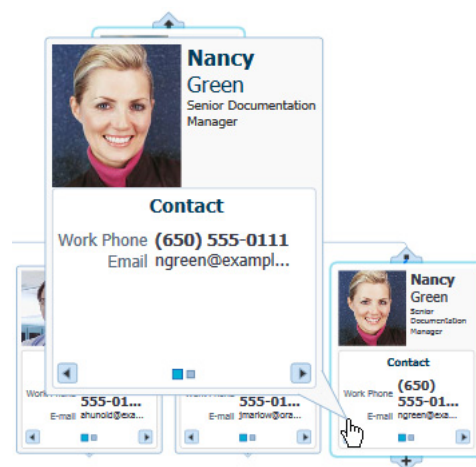 Nancy
Green
Senior Documentation
Manager
Contact
Work Phone (650) 555-0111
Email ngreen@exampl...
555-01...
E-mail ahunold@exa...
555-01...
E-mail jmarlow@ora...
Nancy
Green
Senior
Documentation
Manager
Contact
Work Phone (650)
555-01...
E-mail ngreen@exa...